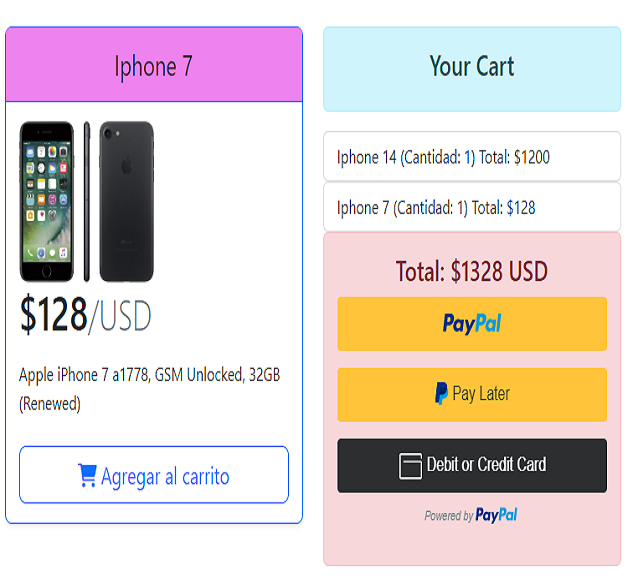 Iphone 7
$128/USD
Apple iPhone 7 a1778, GSM Unlocked, 32GB
(Renewed)
Agregar al carrito
Your Cart
Iphone 14 (Cantidad: 1) Total: $1200
Iphone 7 (Cantidad: 1) Total: $128
Total: $1328 USD
PayPal
Pay Later
Debit or Credit Card
Powered by PayPal